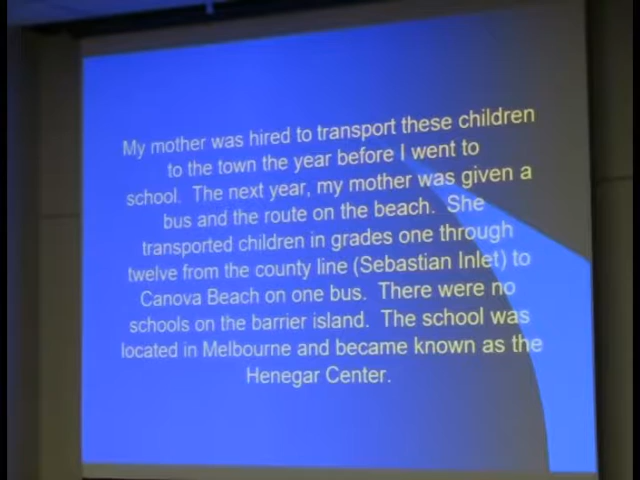 My mother was hired to transport these children
to the town the year before I went to
school. The next year, my mother was given a
bus and the route on the beach. She
transported children in grades one through
twelve from the county line (Sebastian Inlet) to
Canova Beach on one bus. There were no
schools on the barrier island. The school was
located in Melbourne and became known as the
Henegar Center.